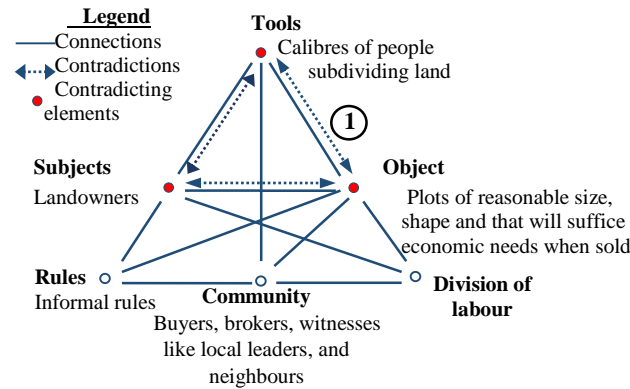 Legend
Connections
Contradictions
Contradicting
elements
Tools
Calibres of people
subdividing land
1
Subjects
Landowners
Object
Plots of reasonable size,
shape and that will suffice
economic needs when sold
Rules
Informal rules
Community
Buyers, brokers, witnesses
like local leaders, and
neighbours
Division of
labour